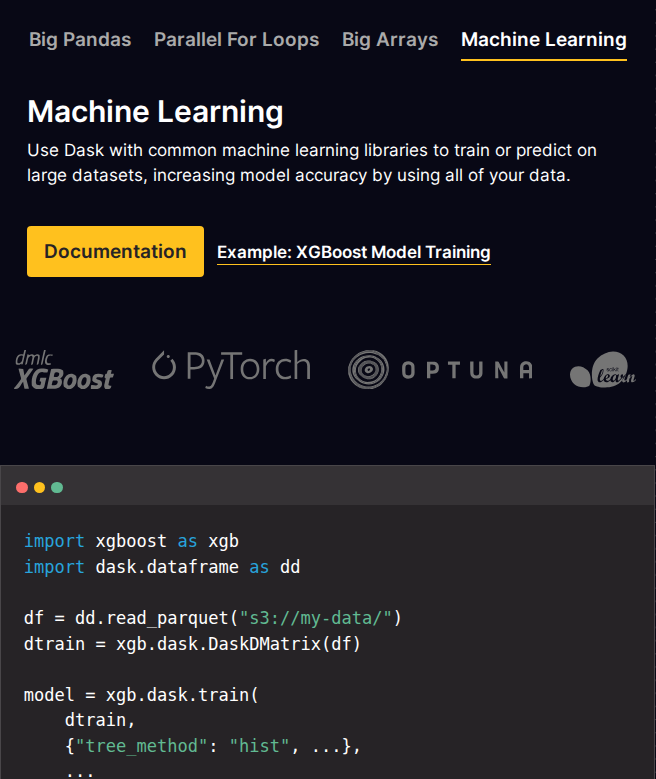 Big Pandas Parallel For Loops Big Arrays Machine Learning
Machine Learning
Use Dask with common machine learning libraries to train or predict on
large datasets, increasing model accuracy by using all of your data.
Documentation Example: XGBoost Model Training
dmlc
XGBoost PyTorch OPTUNA scikit
learn
import xgboost as xgb
import dask.dataframe as dd
df = dd.read_parquet("s3://my-data/")
dtrain = xgb.dask.DaskDMatrix(df)
model = xgb.dask.train(
    dtrain,
    {"tree_method": "hist", ...},
    ...